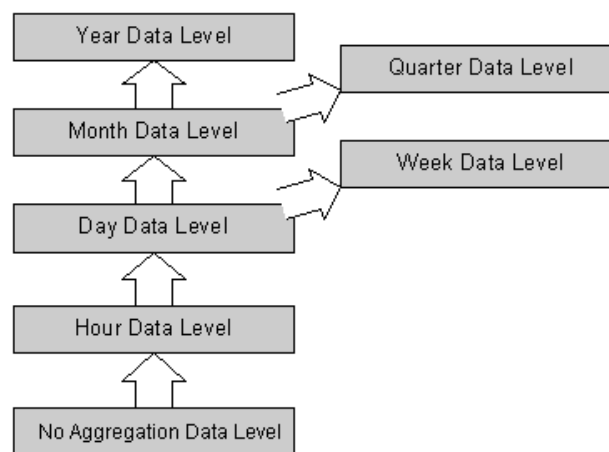 Year Data Level
Quarter Data Level
Month Data Level
Week Data Level
Day Data Level
Hour Data Level
No Aggregation Data Level